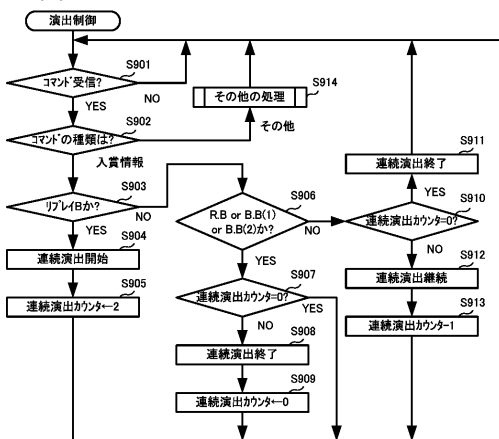 演出制御
S901
コマンド受信?
YES
NO
S902
コマンドの種類は?
その他
入賞情報
S914
その他の処理
S903
リプレイBか?
NO
YES
S904
連続演出開始
S905
連続演出カウンタ←2
S906
R.B or B.B(1)
or B.B(2)か?
NO
YES
S907
連続演出カウンタ=0?
YES
NO
S908
連続演出終了
S909
連続演出カウンタ←0
S911
連続演出終了
YES
S910
連続演出カウンタ=0?
NO
S912
連続演出継続
S913
連続演出カウンタ-1